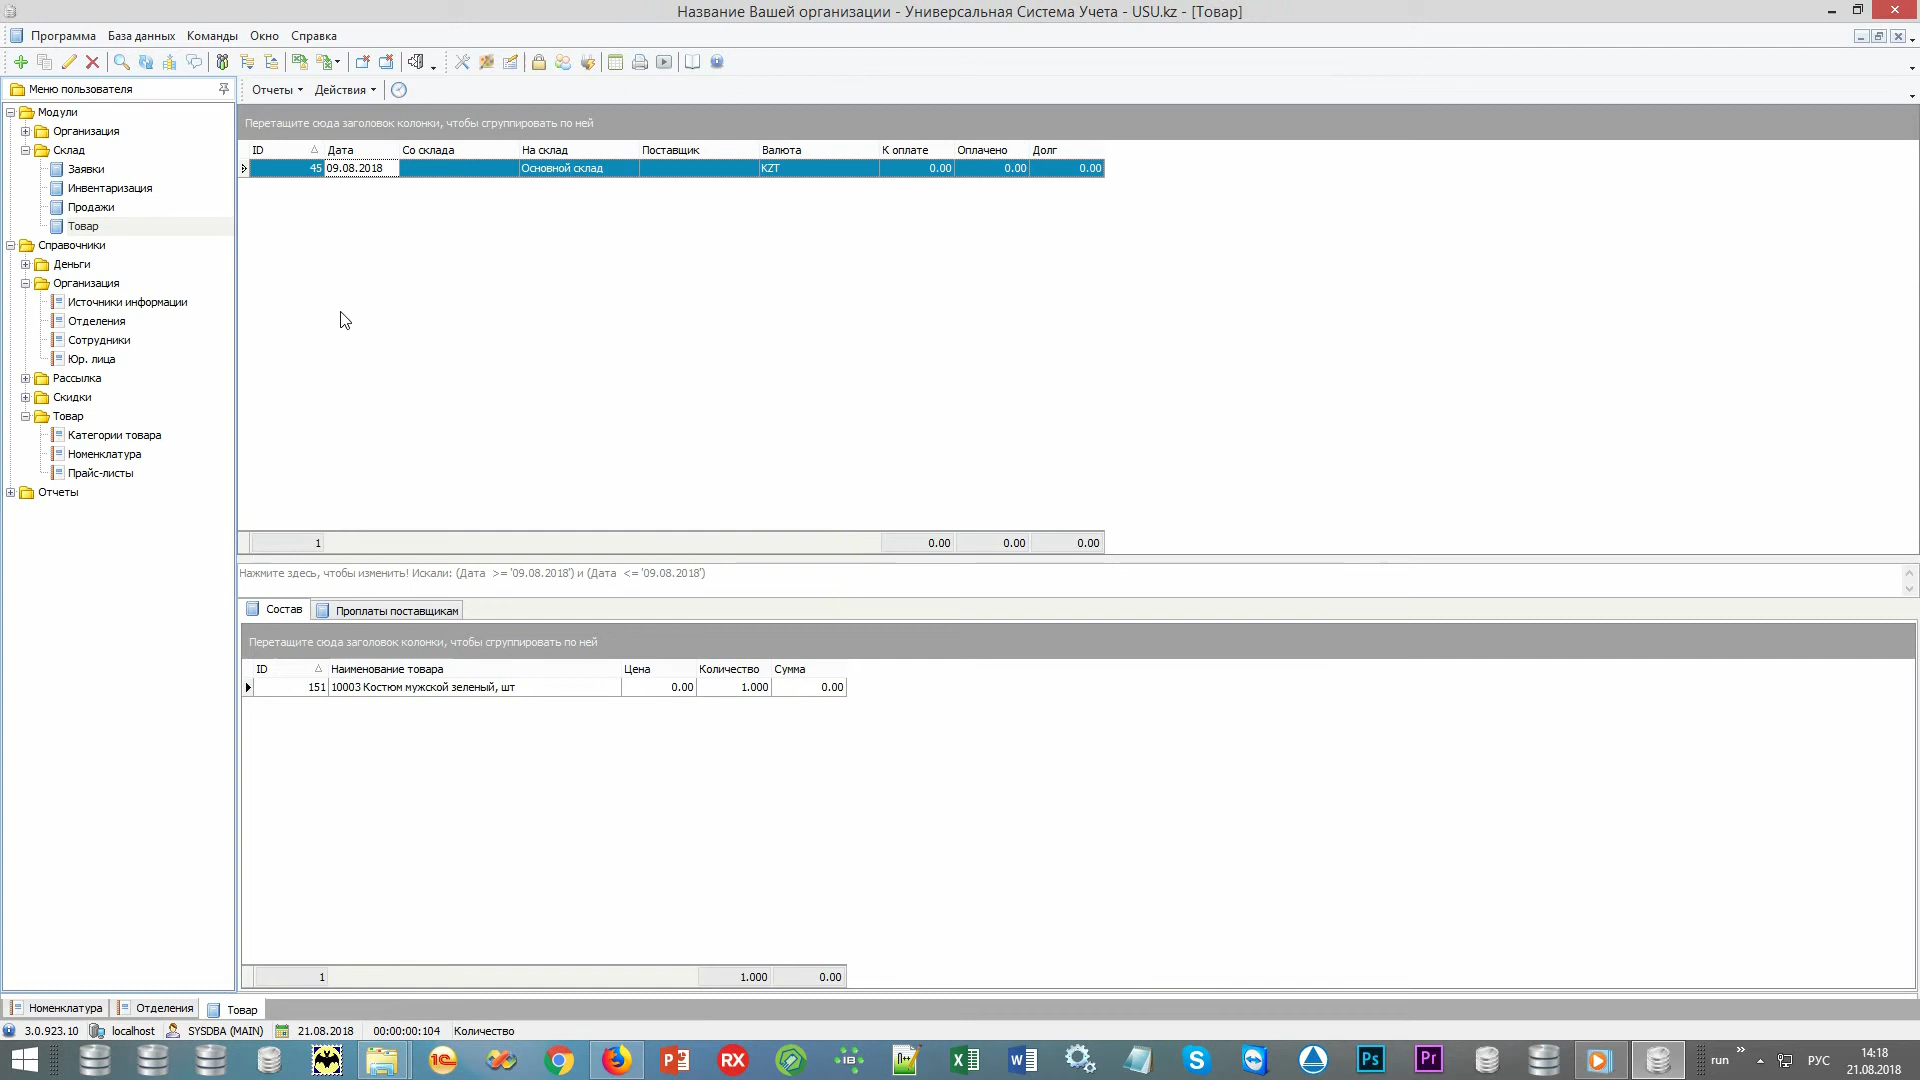 Название Вашей организации - Универсальная Система Учета - USU.kz - [Товар]
Программа База данных Команды Окно Справка
Меню пользователя
Отчеты Действия
Модули
Организация
Склад
Заявки
Инвентаризация
Продажи
Товар
Справочники
Деньги
Организация
Источники информации
Отделения
Сотрудники
Юр. лица
Рассылка
Скидки
Товар
Категории товара
Номенклатура
Прайс-листы
Отчеты
Перетащите сюда заголовок колонки, чтобы сгруппировать по ней
ID Дата Со склада На склад Поставщик Валюта К оплате Оплачено Долг
45 09.08.2018 Основной склад KZT 0.00 0.00 0.00
1 0.00 0.00 0.00
Нажмите здесь, чтобы изменить! Искали: (Дата >= '09.08.2018') и (Дата <= '09.08.2018')
Состав Проплаты поставщикам
Перетащите сюда заголовок колонки, чтобы сгруппировать по ней
ID Наименование товара Цена Количество Сумма
151 10003 Костюм мужской зеленый, шт 0.00 1.000 0.00
1 1.000 0.00
Номенклатура Отделения Товар
3.0.923.10 localhost SYSDBA (MAIN) 21.08.2018 00:00:00:104 Количество
run » РУС 14:18
21.08.2018